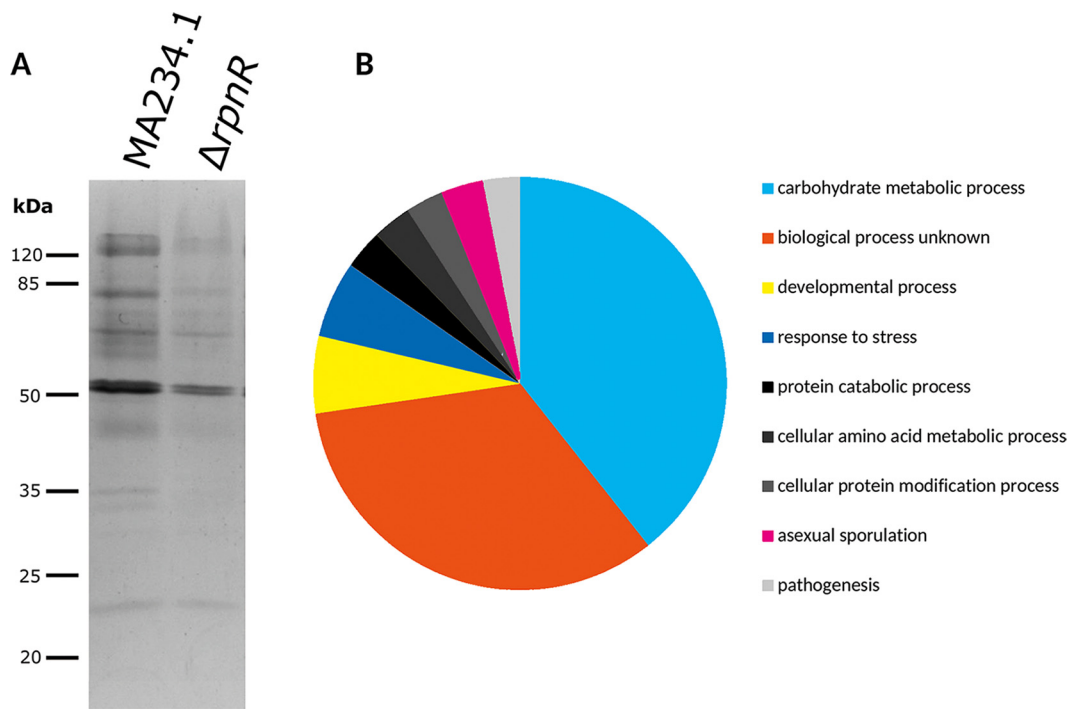 A
MA234.1
ΔrpnR
kDa
120
85
50
35
25
20
B
carbohydrate metabolic process
biological process unknown
developmental process
response to stress
protein catabolic process
cellular amino acid metabolic process
cellular protein modification process
asexual sporulation
pathogenesis